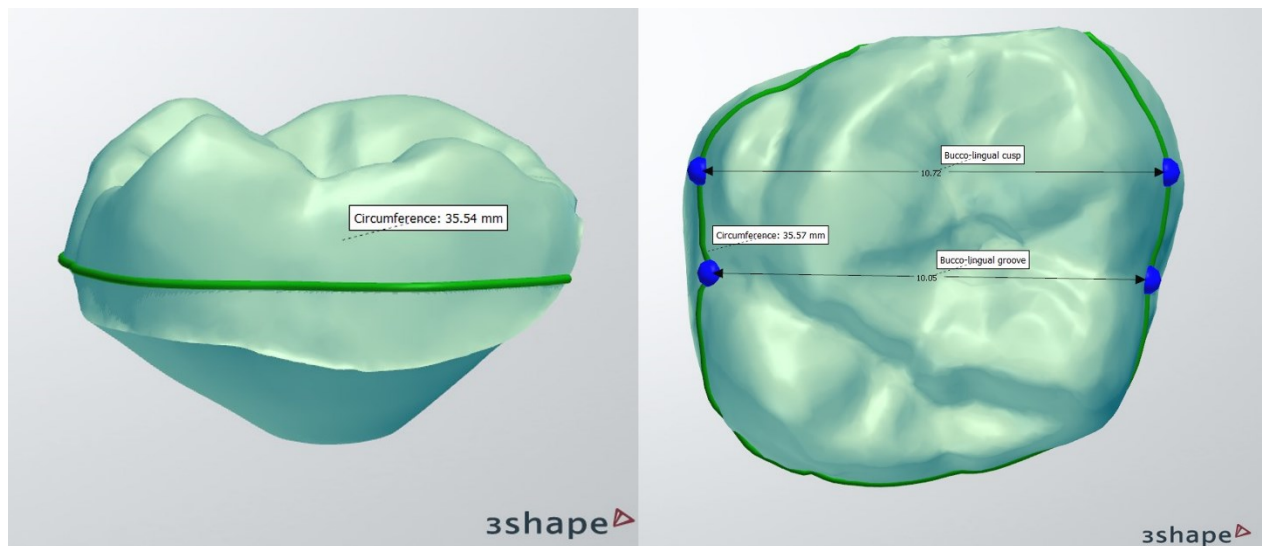 Circumference: 35.54 mm
3shape
Bucco-lingual cusp
10.72
Circumference: 35.57 mm
Bucco-lingual groove
10.05
3shape